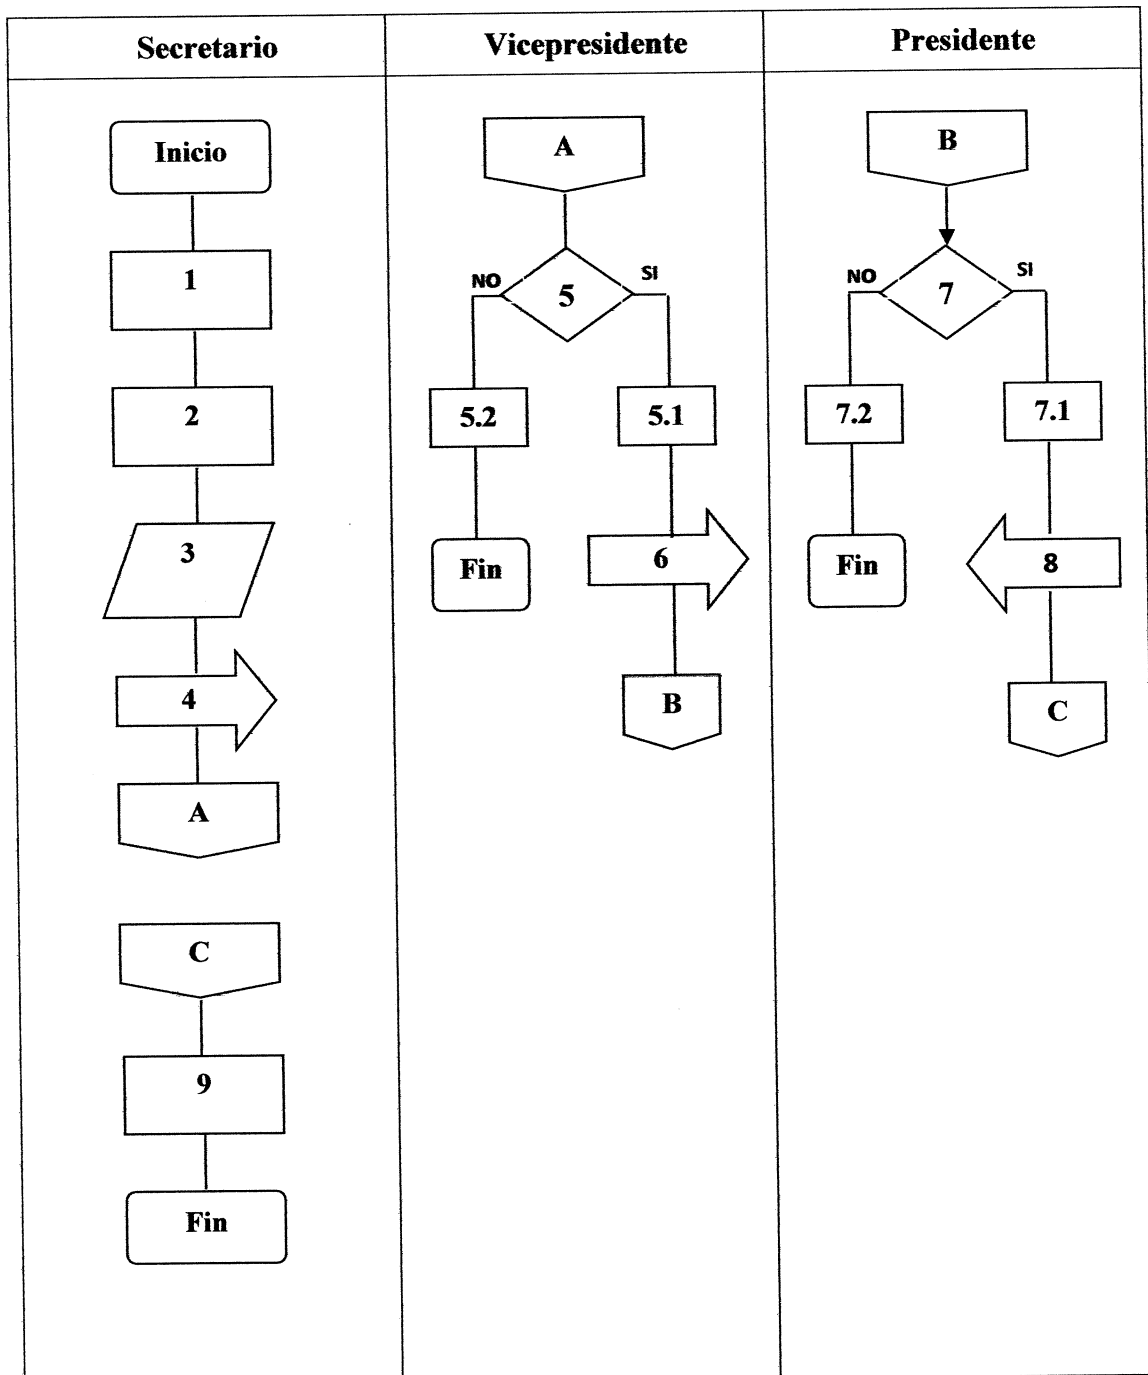 Secretario
Vicepresidente
Presidente
Inicio
1
2
3
4
A
C
9
Fin
A
NO
5
SI
5.2
5.1
Fin
6
B
B
NO
7
SI
7.2
7.1
Fin
8
C